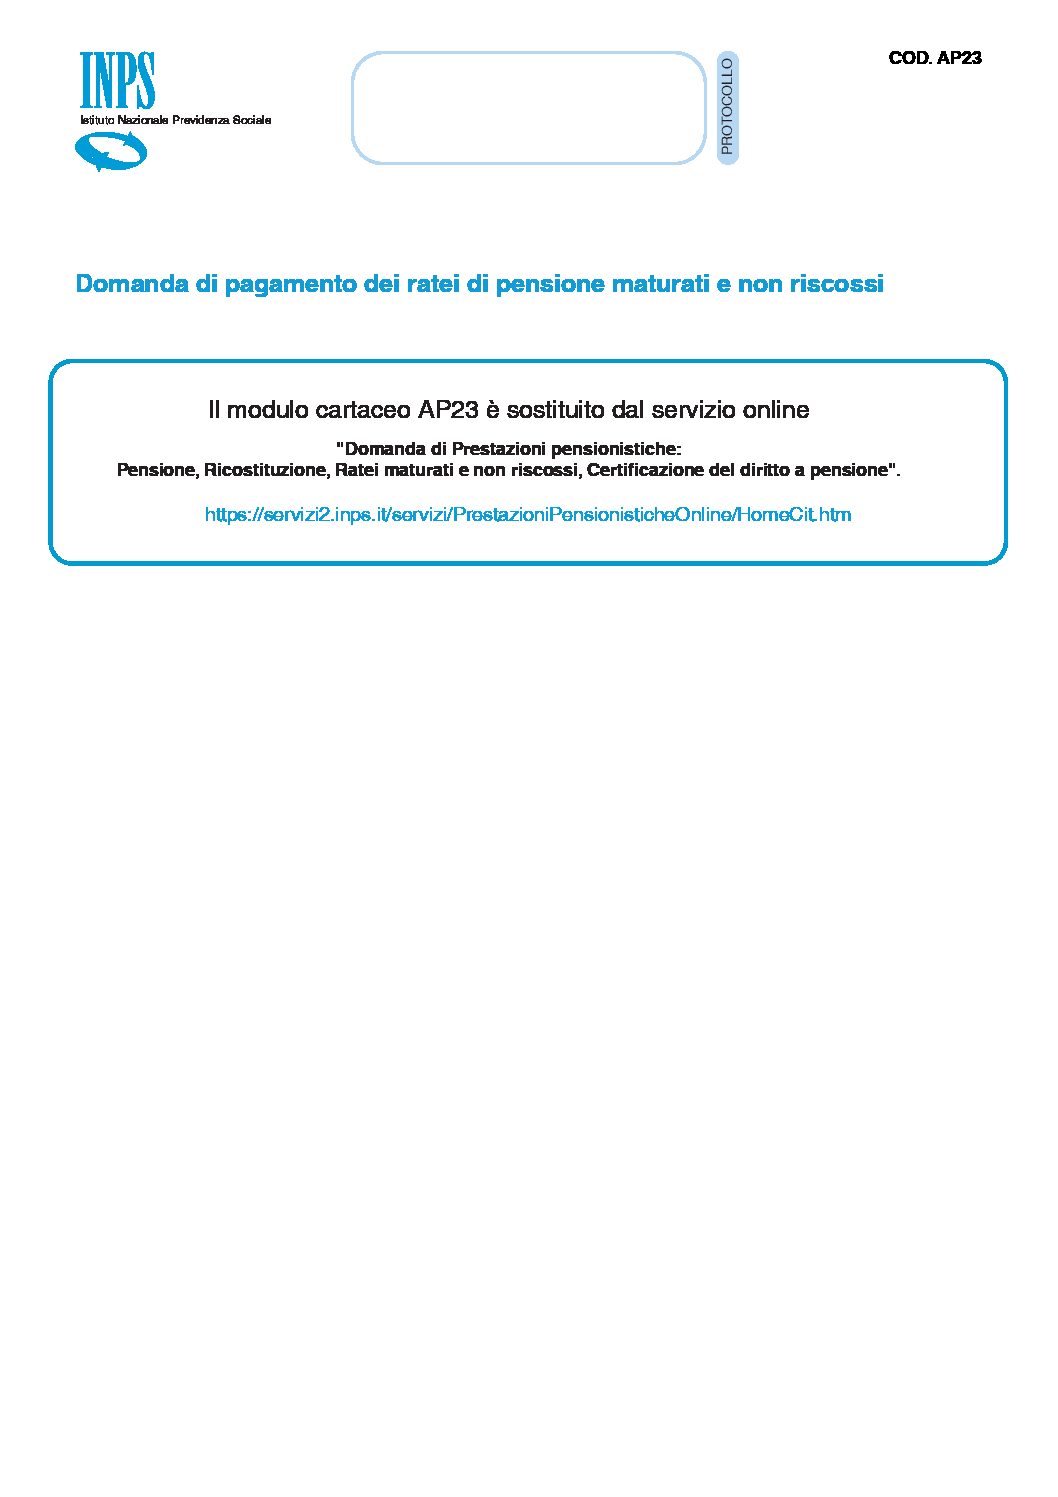 INPS
Istituto Nazionale Previdenza Sociale
PROTOCOLLO
COD. AP23
Domanda di pagamento dei ratei di pensione maturati e non riscossi
Il modulo cartaceo AP23 è sostituito dal servizio online
"Domanda di Prestazioni pensionistiche:
Pensione, Ricostituzione, Ratei maturati e non riscossi, Certificazione del diritto a pensione".
https://servizi2.inps.it/servizi/PrestazioniPensionisticheOnline/HomeCit.htm